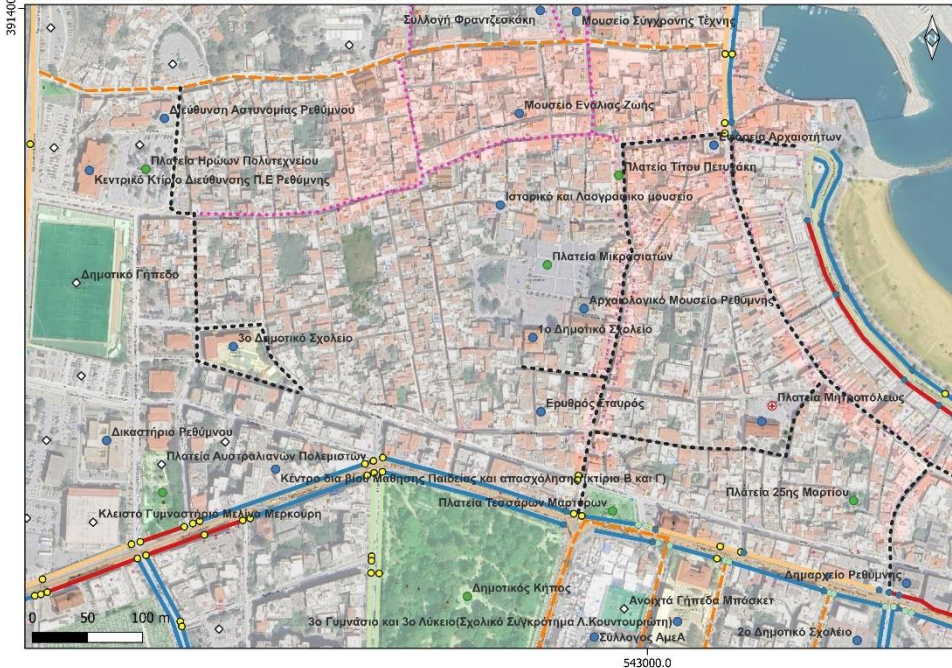 391400
Συλλογή Φραντζεσκάκη
Μουσείο Σύγχρονης Τέχνης
Διεύθυνση Αστυνομίας Ρεθύμνου
Μουσείο Ενάλιας Ζωής
Εφορεία Αρχαιοτήτων
Πλατεία Ηρώων Πολυτεχνείου
Κεντρικό Κτίριο Διεύθυνσης Π.Ε Ρεθύμνης
Πλατεία Τίτου Πετυχάκη
Ιστορικό και Λαογραφικο μουσείο
Πλατεία Μικρασιατών
Δημοτικό Γήπεδο
Αρχαιολογικό Μουσείο Ρεθύμνης
1ο Δημοτικό Σχολείο
3ο Δημοτικό Σχολείο
Ερυθρός Σταυρός
Πλατεία Μητροπόλεως
Δικαστήριο Ρεθύμνου
Πλατεία Αυστραλιανών Πολεμιστών
Κέντρο δια βίου Μάθησης Παιδείας και απασχόλησης (κτίρια Β και Γ)
Πλατεία 25ης Μαρτίου
Πλατεία Τεσσάρων Μαρτύρων
Κλειστό Γυμναστήριο Μελίνα Μερκούρη
Δημαρχείο Ρεθύμνης
Δημοτικός Κήπος
Ανοιχτά Γήπεδα Μπάσκετ
3ο Γυμνάσιο και 3ο Λύκειο(Σχολικό Συγκρότημα Λ.Κουντουριώτη)
Σύλλογος ΑμεΑ
2ο Δημοτικό Σχολείο
0 50 100 m
543000.0